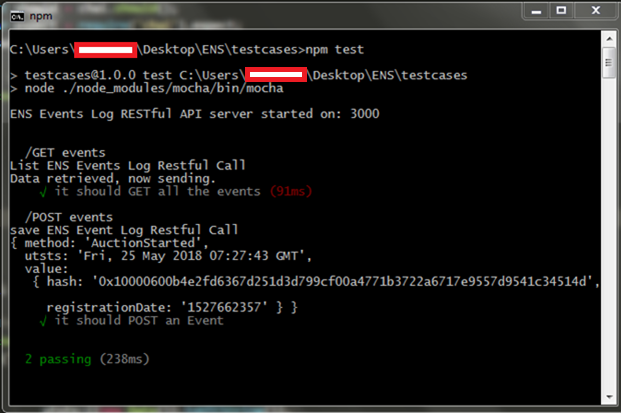 npm
C:\Users\ \Desktop\ENS\testcases>npm test
> testcases@1.0.0 test C:\Users\ \Desktop\ENS\testcases
> node ./node_modules/mocha/bin/mocha
ENS Events Log RESTful API server started on: 3000
/GET events
List ENS Events Log Restful Call
Data retrieved, now sending.
√ it should GET all the events (91ms)
/POST events
save ENS Event Log Restful Call
{ method: 'AuctionStarted',
utsts: 'Fri, 25 May 2018 07:27:43 GMT',
value:
{ hash: '0x10000600b4e2fd6367d251d3d799cf00a4771b3722a6717e9557d9541c34514d',
registrationDate: '1527662357' } }
√ it should POST an Event
2 passing (238ms)